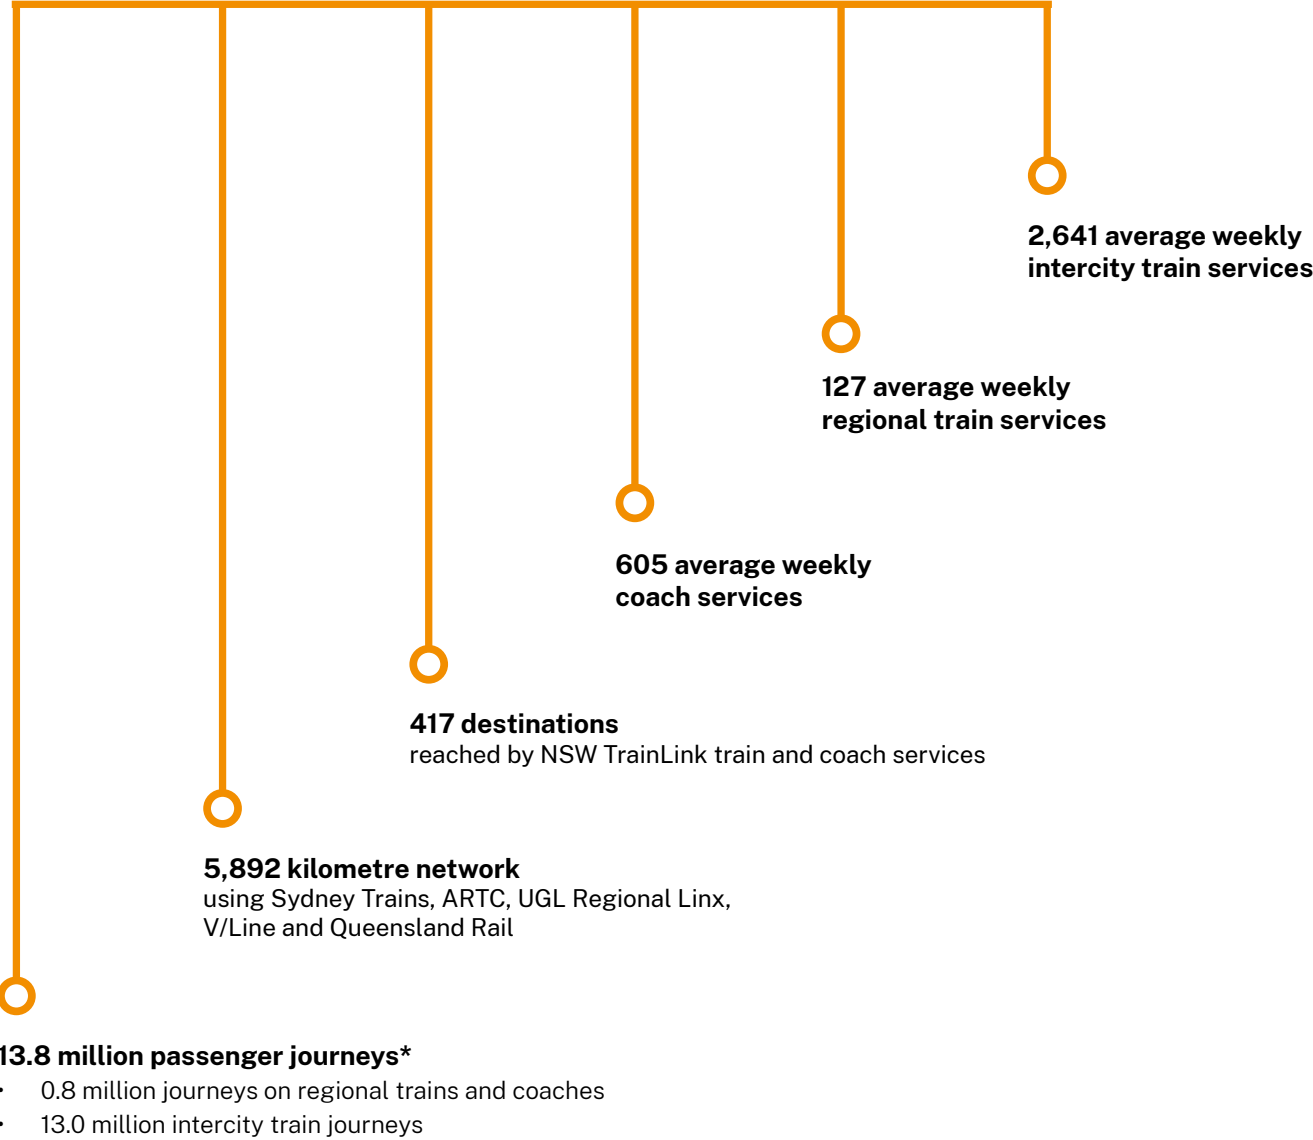 2,641 average weekly
intercity train services
127 average weekly
regional train services
605 average weekly
coach services
417 destinations
reached by NSW TrainLink train and coach services
5,892 kilometre network
using Sydney Trains, ARTC, UGL Regional Linx,
V/Line and Queensland Rail
13.8 million passenger journeys*
• 0.8 million journeys on regional trains and coaches
• 13.0 million intercity train journeys